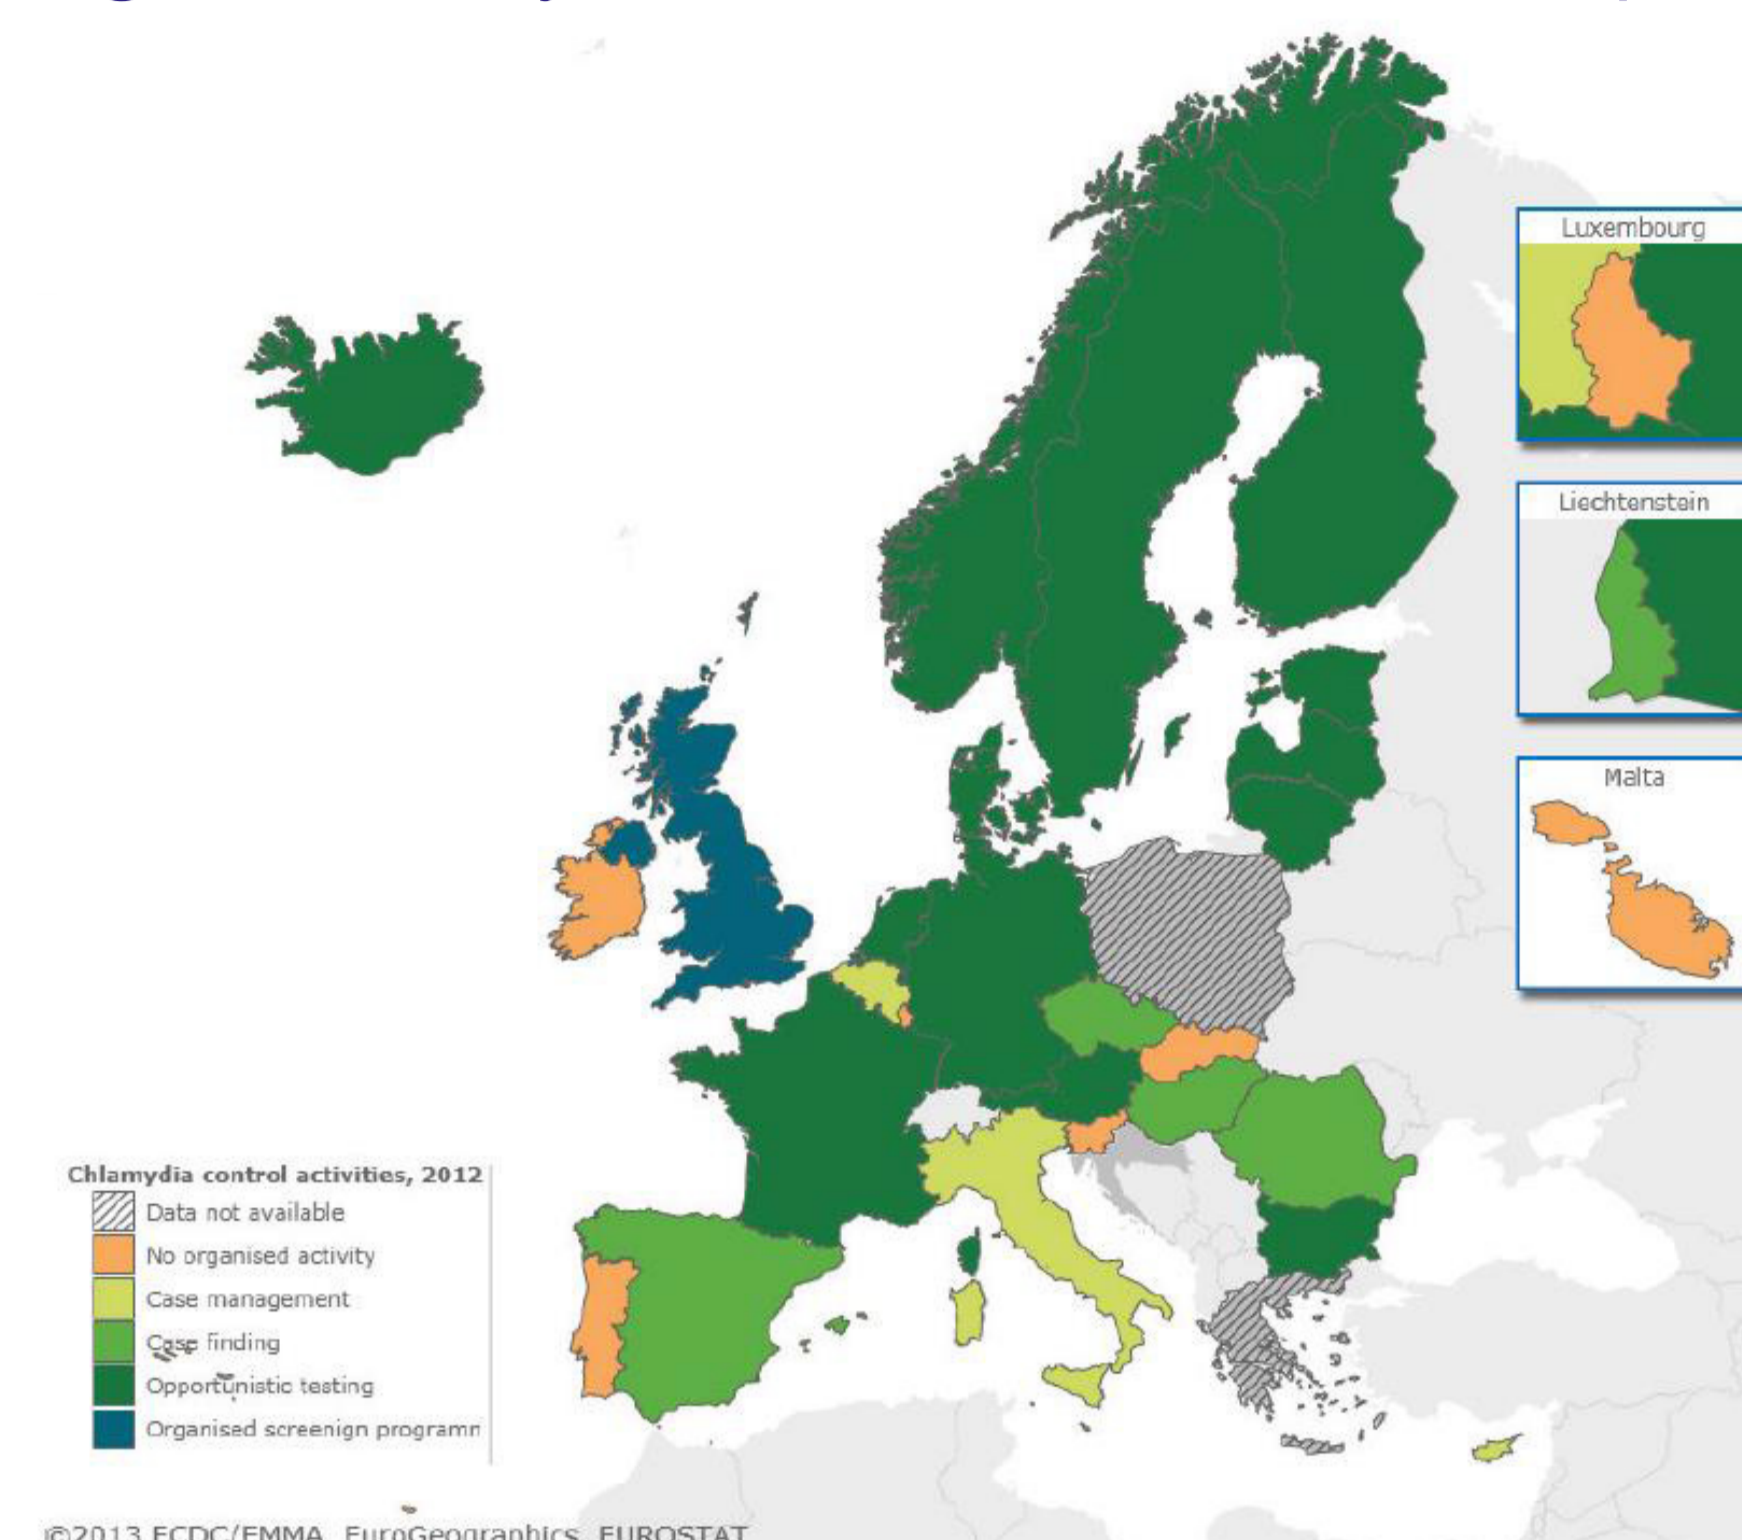 Luxembourg
Liechtenstein
Malta
Chlamydia control activities, 2012
Data not available
No organised activity
Case management
Case finding
Opportunistic testing
Organised screenign programn
©2013 ECDC/EMMA, EuroGeographics, EUROSTAT